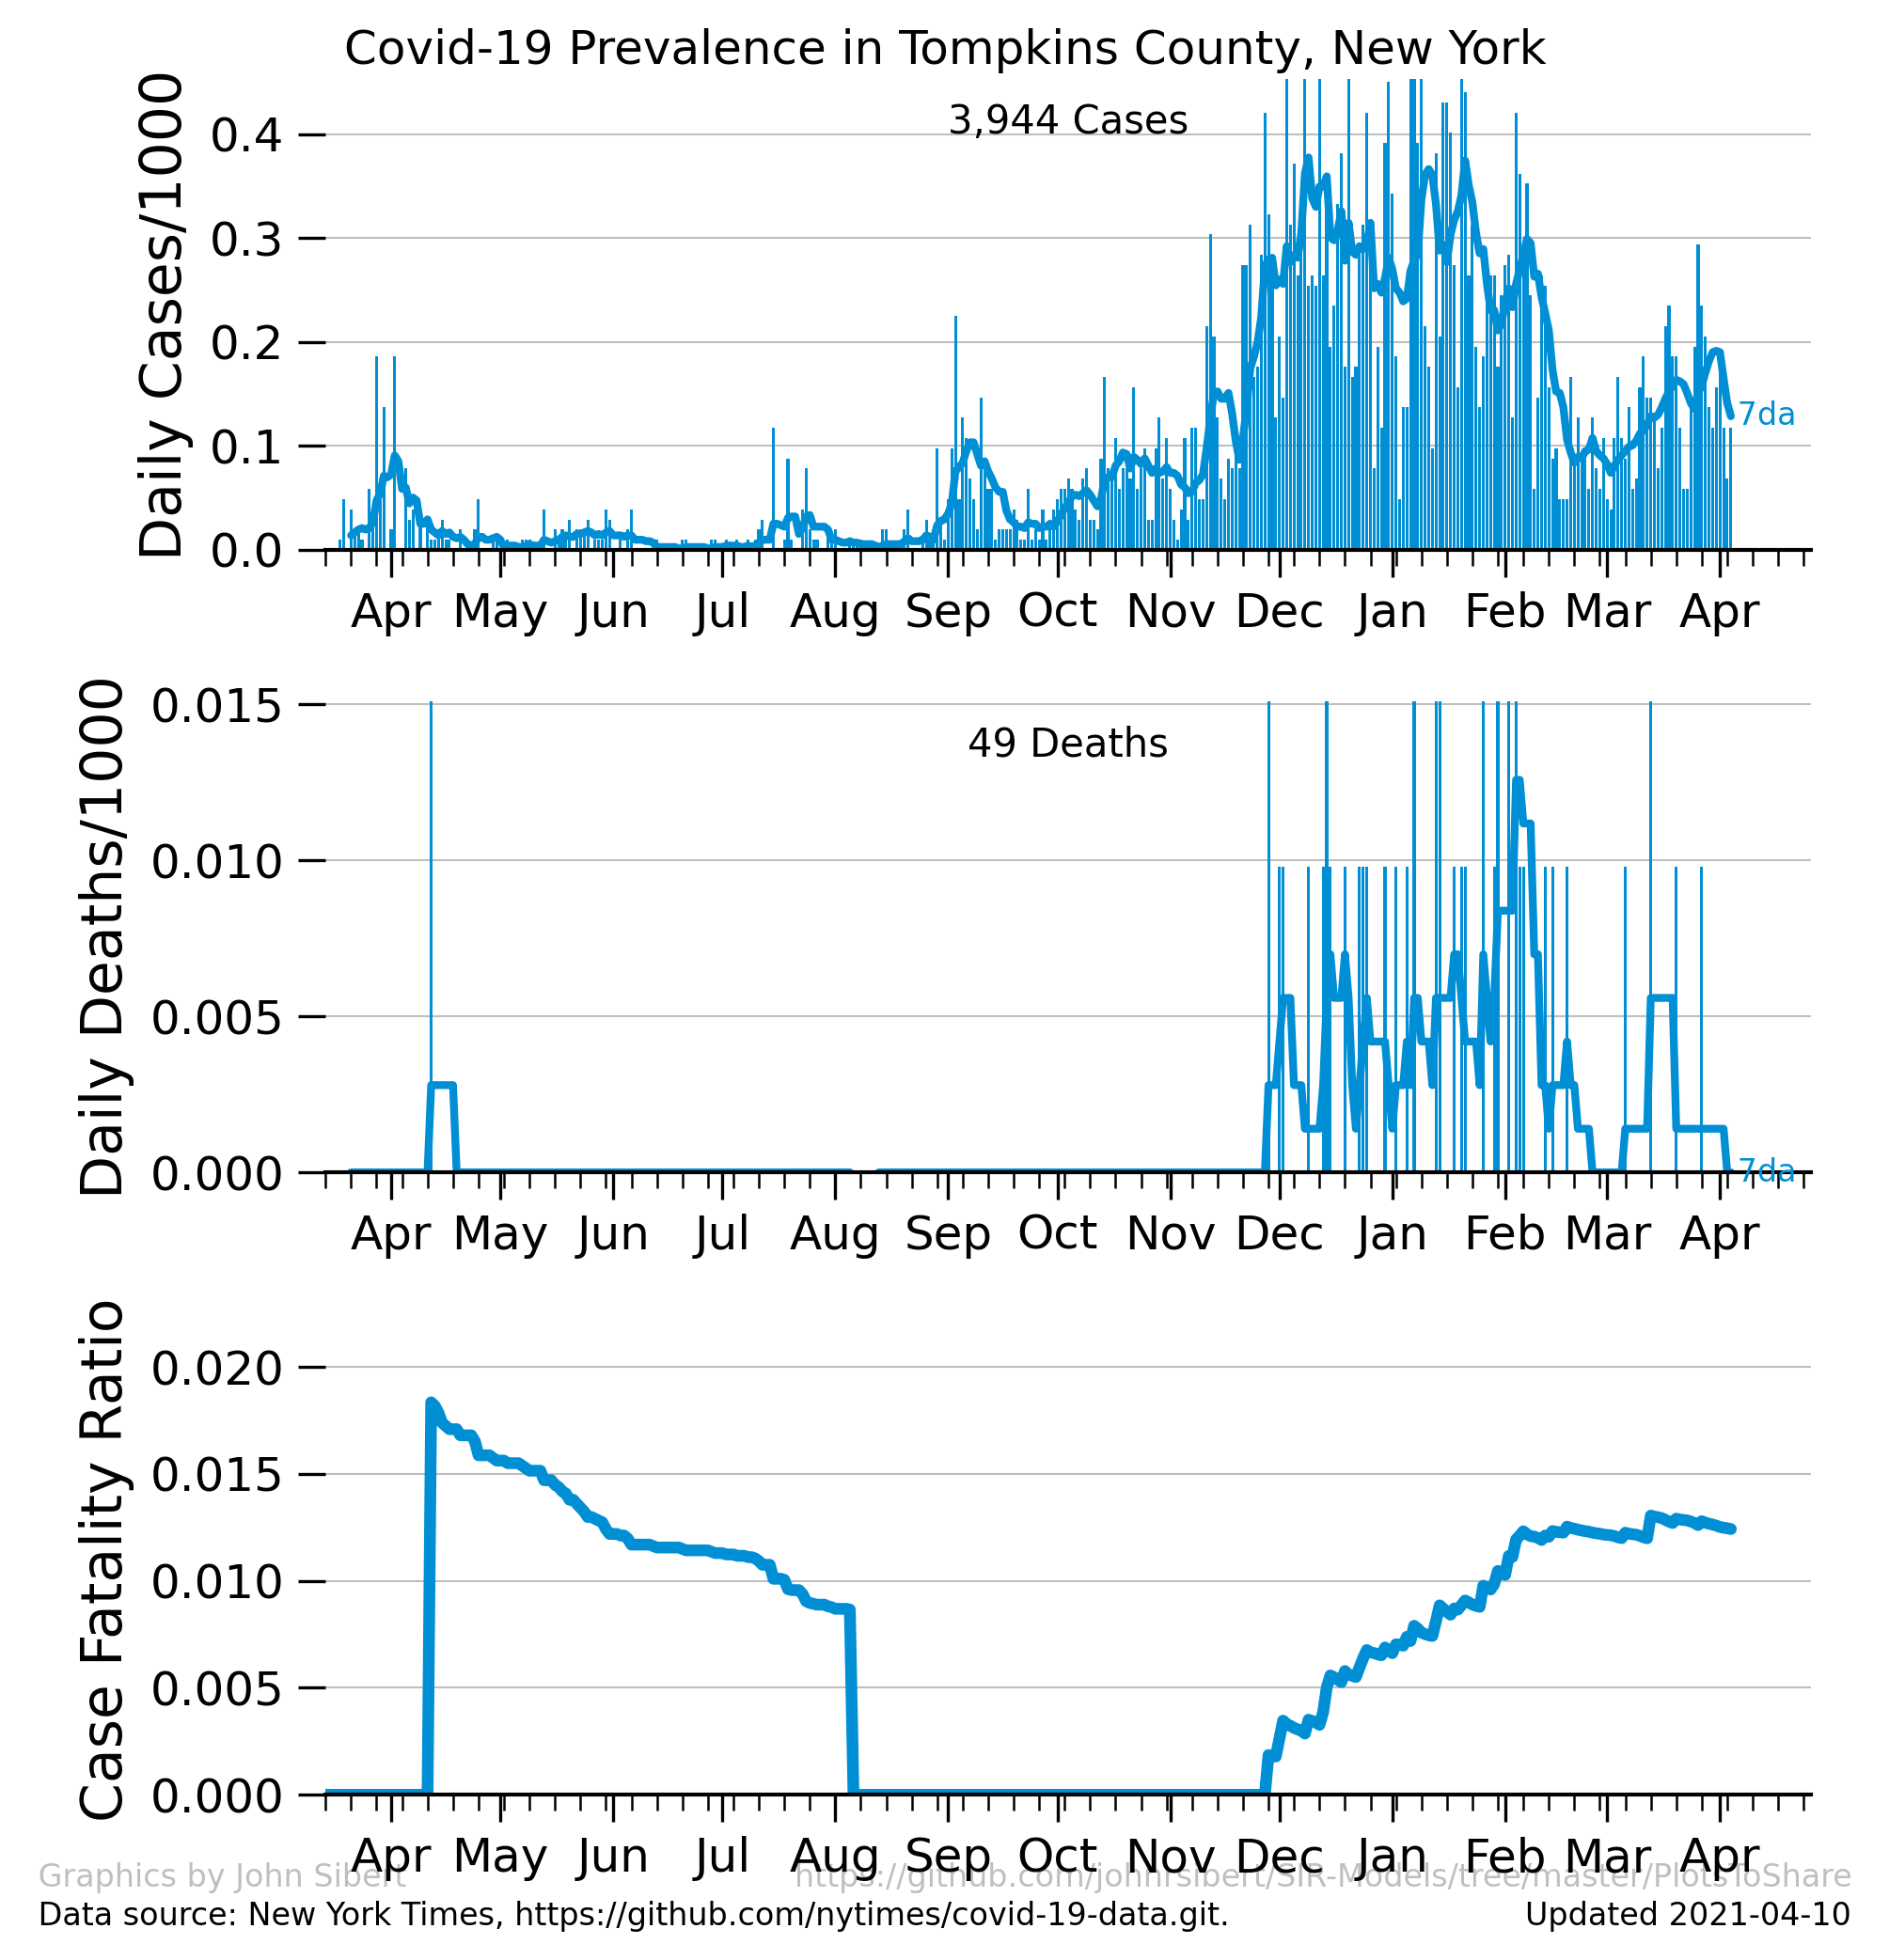 Covid-19 Prevalence in Tompkins County, New York
3,944 Cases
Daily Cases/1000
0.4
0.3
0.2
0.1
0.0
7da
Apr May Jun Jul Aug Sep Oct Nov Dec Jan Feb Mar Apr
49 Deaths
Daily Deaths/1000
0.015
0.010
0.005
0.000
7da
Apr May Jun Jul Aug Sep Oct Nov Dec Jan Feb Mar Apr
Case Fatality Ratio
0.020
0.015
0.010
0.005
0.000
Apr May Jun Jul Aug Sep Oct Nov Dec Jan Feb Mar Apr
Graphics by John Sibert https://github.com/johnrsibert/SIR-Models/tree/master/PlotsToShare
Data source: New York Times, https://github.com/nytimes/covid-19-data.git. Updated 2021-04-10